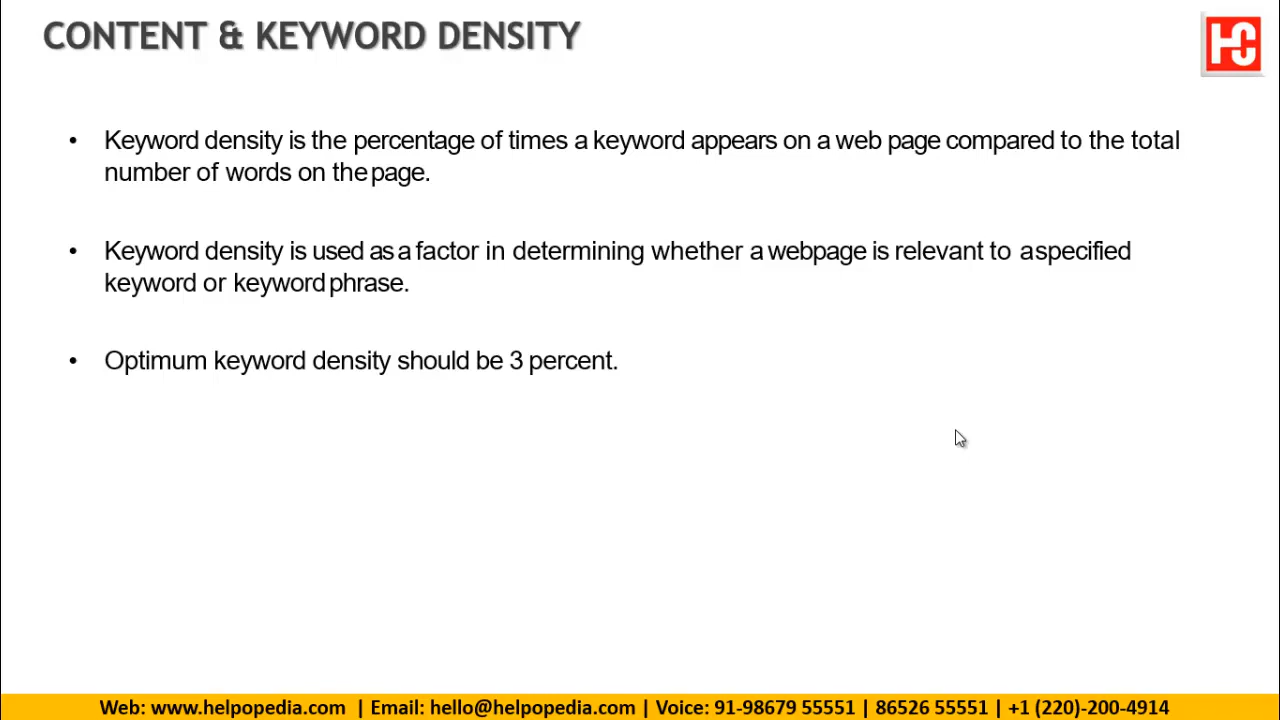 CONTENT & KEYWORD DENSITY
HC
• Keyword density is the percentage of times a keyword appears on a web page compared to the total
number of words on the page.
• Keyword density is used as a factor in determining whether a webpage is relevant to a specified
keyword or keyword phrase.
• Optimum keyword density should be 3 percent.
Web: www.helpopedia.com | Email: hello@helpopedia.com | Voice: 91-98679 55551 | 86526 55551 | +1 (220)-200-4914